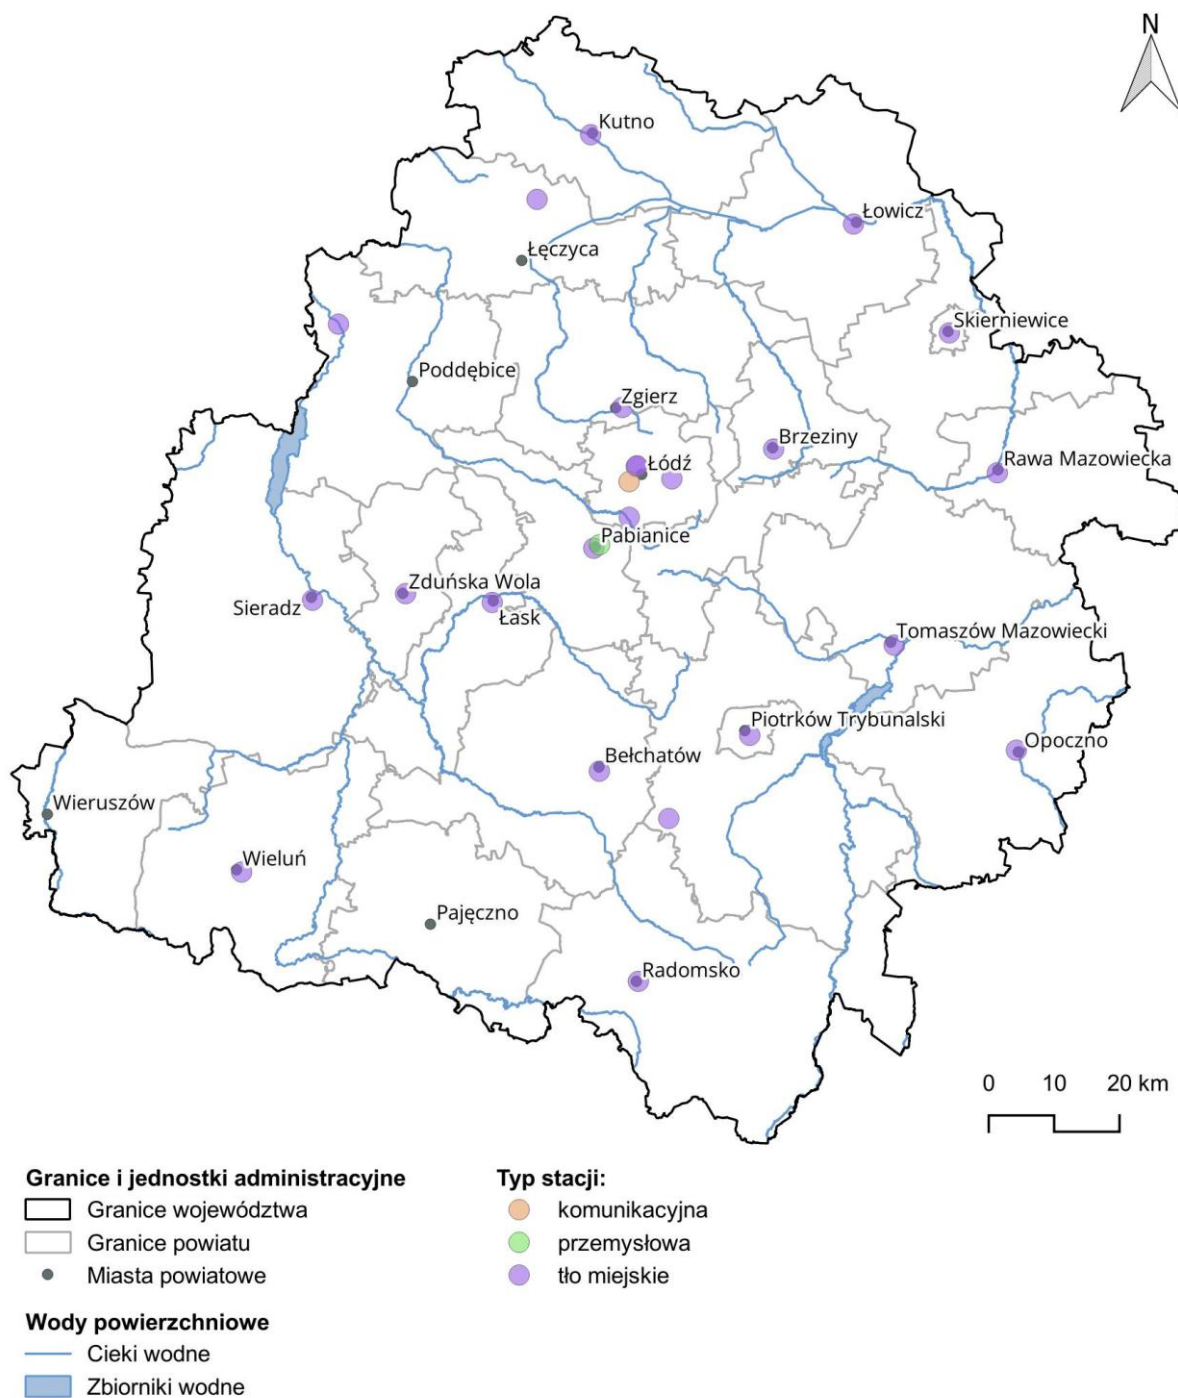 N
Kutno
Łowicz
Łęczyca
Skierniewice
Poddębice
Zgierz
Brzeziny
Łódź
Rawa Mazowiecka
Pabianice
Zduńska Wola
Sieradz
Łask
Tomaszów Mazowiecki
Piotrków Trybunalski
Opoczno
Bełchatów
Wieruszów
Wieluń
Pajęczno
Radomsko
0 10 20 km
Granice i jednostki administracyjne
Granice województwa
Granice powiatu
Miasta powiatowe
Wody powierzchniowe
Cieki wodne
Zbiorniki wodne
Typ stacji:
komunikacyjna
przemysłowa
tło miejskie